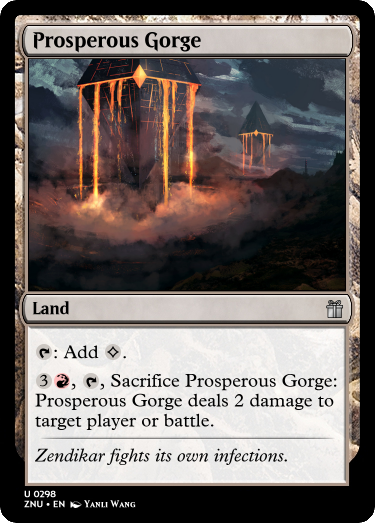 Prosperous Gorge
Land
: Add .
3 , , Sacrifice Prosperous Gorge:
Prosperous Gorge deals 2 damage to
target player or battle.
Zendikar fights its own infections.
U 0298
ZNU • EN Yanli Wang